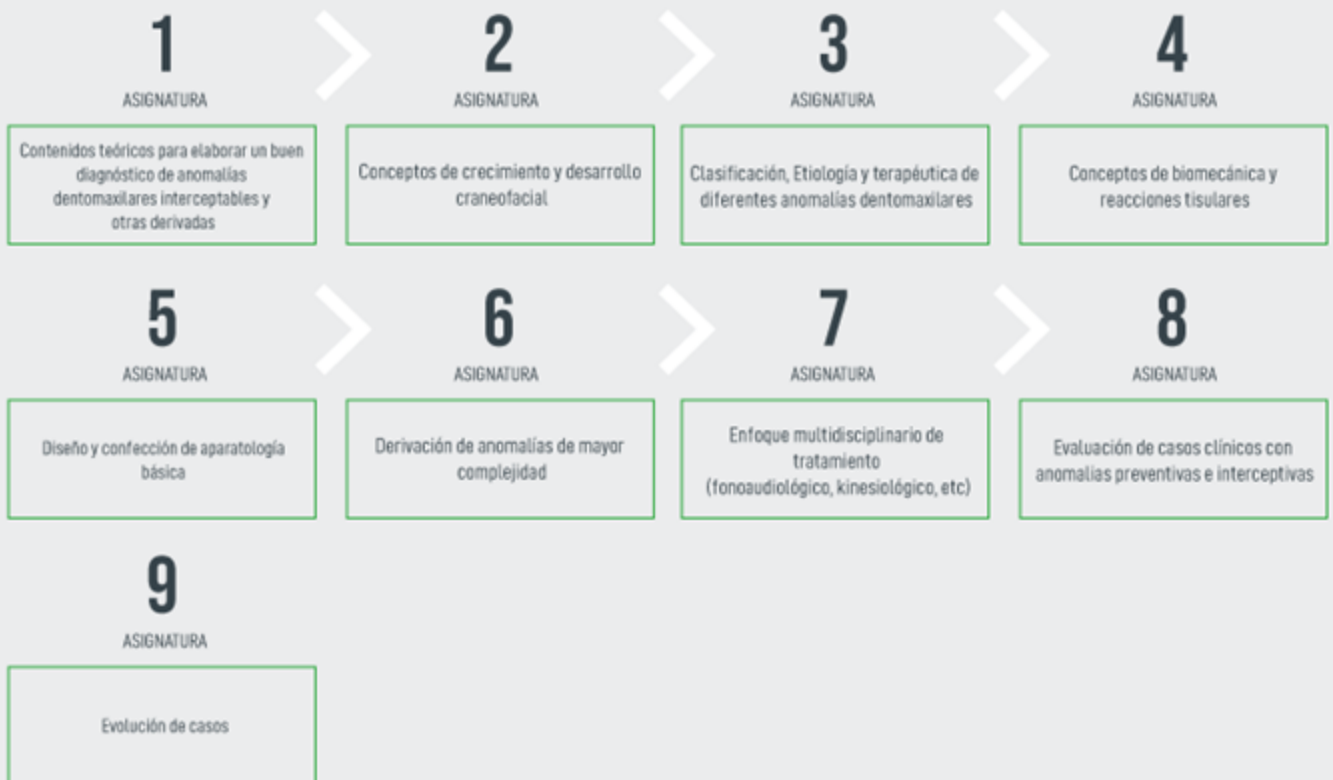 1
ASIGNATURA
Contenidos teóricos para elaborar un buen
diagnóstico de anomalías
dentomaxilares interceptables y
otras derivadas
2
ASIGNATURA
Conceptos de crecimiento y desarrollo
craneofacial
3
ASIGNATURA
Clasificación, Etiología y terapéutica de
diferentes anomalías dentomaxilares
4
ASIGNATURA
Conceptos de biomecánica y
reacciones tisulares
5
ASIGNATURA
Diseño y confección de aparatología
básica
6
ASIGNATURA
Derivación de anomalías de mayor
complejidad
7
ASIGNATURA
Enfoque multidisciplinario de
tratamiento
(fonoaudiológico, kinesiológico, etc)
8
ASIGNATURA
Evaluación de casos clínicos con
anomalías preventivas e interceptivas
9
ASIGNATURA
Evolución de casos